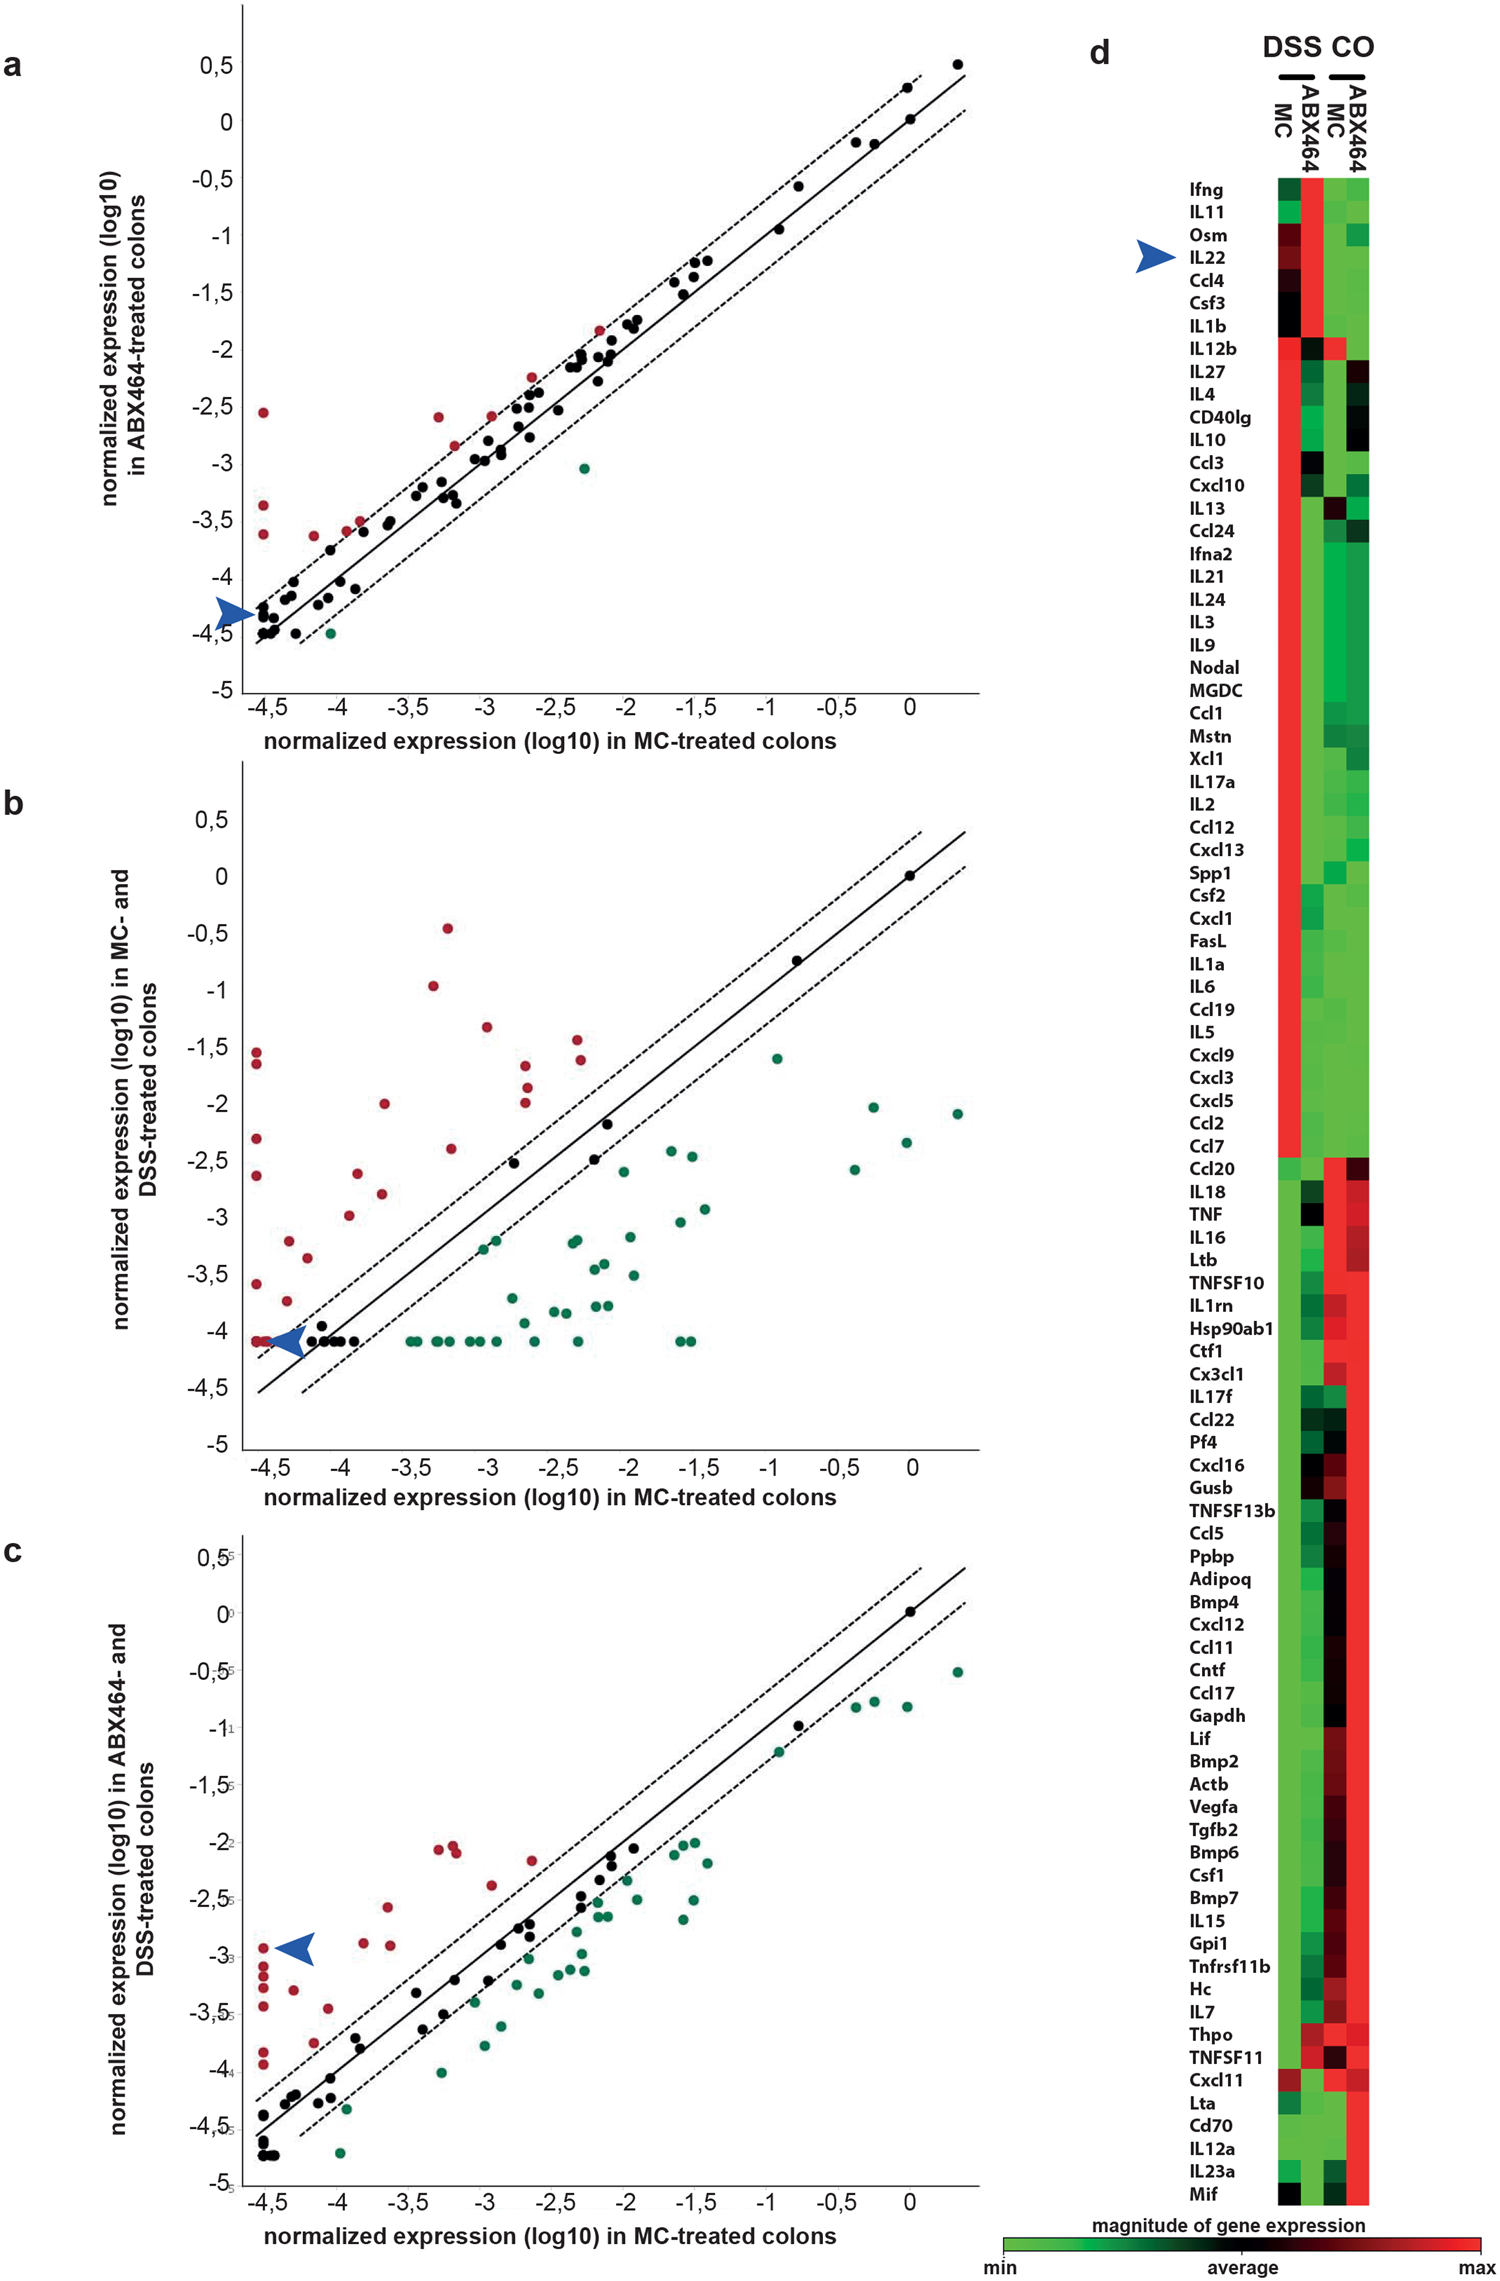 a
0,5
0
-0,5
-1
-1,5
-2
-2,5
-3
-3,5
-4
-4,5
-5
normalized expression (log10)
in ABX464-treated colons
-4,5 -4 -3,5 -3 -2,5 -2 -1,5 -1 -0,5 0
normalized expression (log10) in MC-treated colons
b
0,5
0
-0,5
-1
-1,5
-2
-2,5
-3
-3,5
-4
-4,5
-5
normalized expression (log10) in MC- and
DSS-treated colons
-4,5 -4 -3,5 -3 -2,5 -2 -1,5 -1 -0,5 0
normalized expression (log10) in MC-treated colons
c
0,5
0
-0,5
-1
-1,5
-2
-2,5
-3
-3,5
-4
-4,5
-5
normalized expression (log10) in ABX464- and
DSS-treated colons
-4,5 -4 -3,5 -3 -2,5 -2 -1,5 -1 -0,5 0
normalized expression (log10) in MC-treated colons
d
DSS CO
MC ABX464 MC ABX464
Ifng
IL11
Osm
IL22
Ccl4
Csf3
IL1b
IL12b
IL27
IL4
CD40lg
IL10
Ccl3
Cxcl10
IL13
Ccl24
Ifna2
IL21
IL24
IL3
IL9
Nodal
MGDC
Ccl1
Mstn
Xcl1
IL17a
IL2
Ccl12
Cxcl13
Spp1
Csf2
Cxcl1
FasL
IL1a
IL6
Ccl19
IL5
Cxcl9
Cxcl3
Cxcl5
Ccl2
Ccl7
Ccl20
IL18
TNF
IL16
Ltb
TNFSF10
IL1rn
Hsp90ab1
Ctf1
Cx3cl1
IL17f
Ccl22
Pf4
Cxcl16
Gusb
TNFSF13b
Ccl5
Ppbp
Adipoq
Bmp4
Cxcl12
Ccl11
Cntf
Ccl17
Gapdh
Lif
Bmp2
Actb
Vegfa
Tgfb2
Bmp6
Csf1
Bmp7
IL15
Gpi1
Tnfrsf11b
Hc
IL7
Thpo
TNFSF11
Cxcl11
Lta
Cd70
IL12a
IL23a
Mif
magnitude of gene expression
min average max